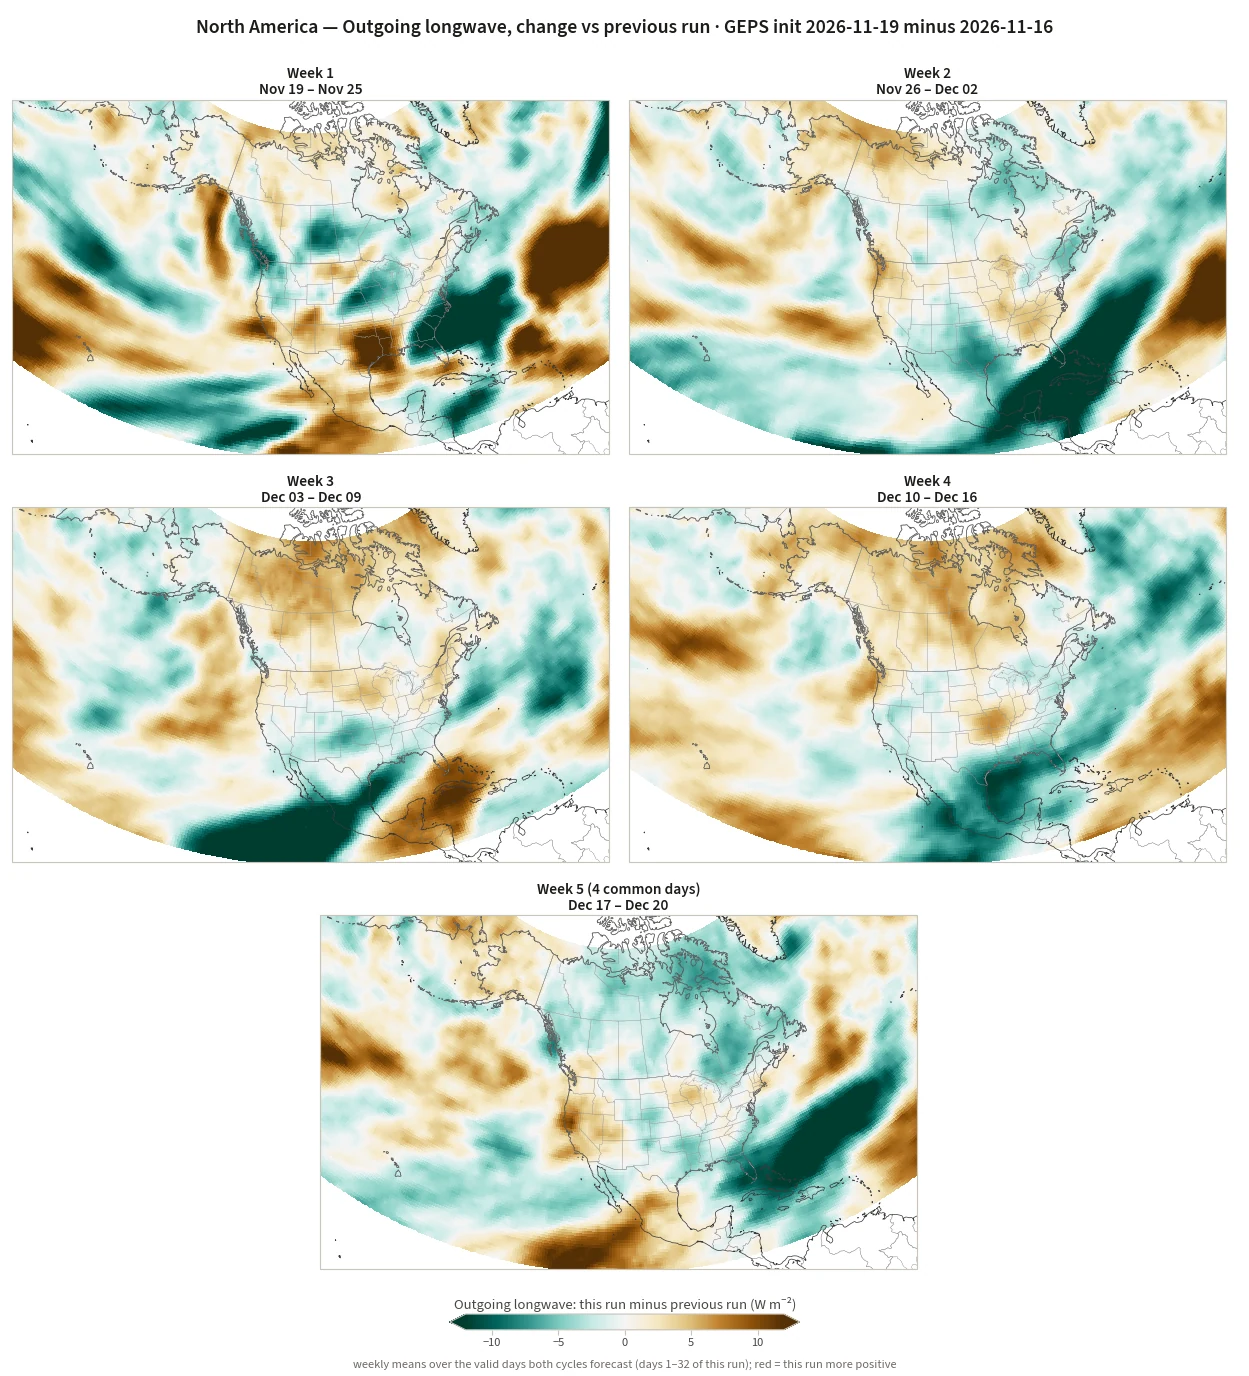 North America — Outgoing longwave, change vs previous run · GEPS init 2026-11-19 minus 2026-11-16
Week 1
Nov 19 – Nov 25
Week 2
Nov 26 – Dec 02
Week 3
Dec 03 – Dec 09
Week 4
Dec 10 – Dec 16
Week 5 (4 common days)
Dec 17 – Dec 20
Outgoing longwave: this run minus previous run (W m⁻²)
−10 −5 0 5 10
weekly means over the valid days both cycles forecast (days 1–32 of this run); red = this run more positive